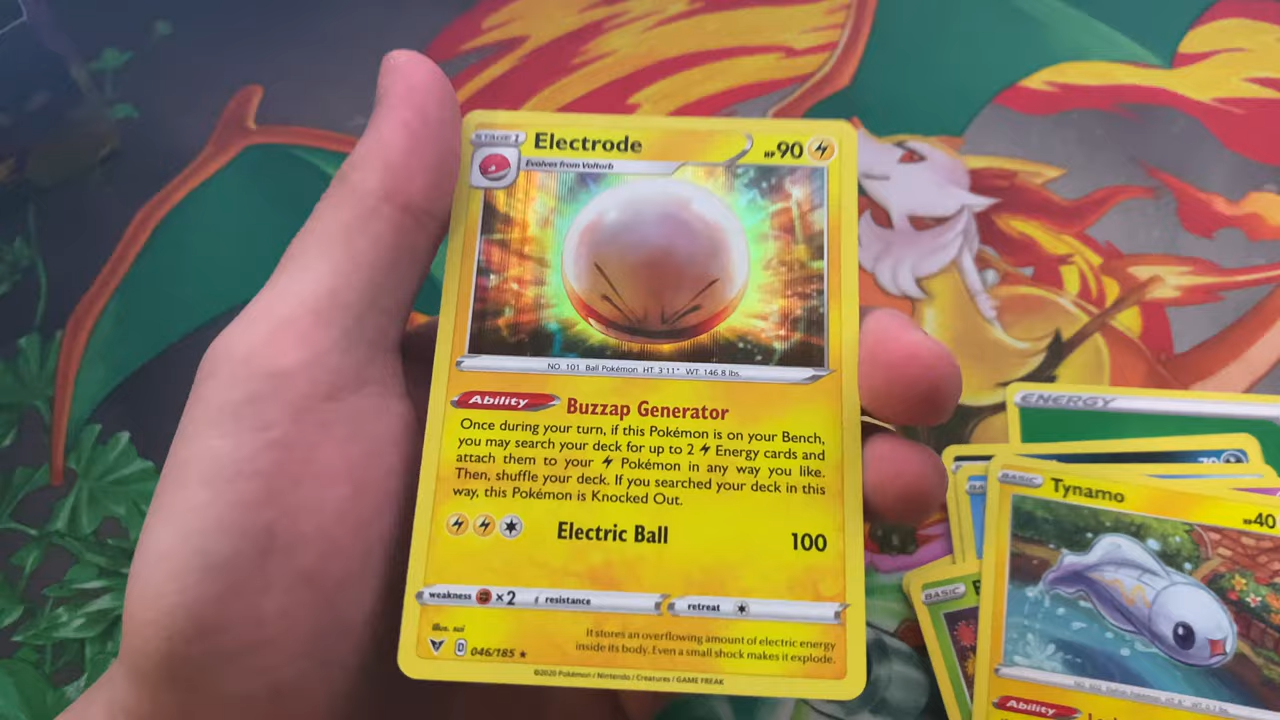 STAGE 1
Electrode
HP 90
Evolves from Voltorb
NO. 101 Ball Pokémon HT 3'11" WT 146.8 lbs.
Ability Buzzap Generator
Once during your turn, if this Pokémon is on your Bench,
you may search your deck for up to 2 Energy cards and
attach them to your Pokémon in any way you like.
Then, shuffle your deck. If you searched your deck in this
way, this Pokémon is Knocked Out.
Electric Ball 100
weakness ×2 resistance retreat
Illus. sui
D 046/185 ★
It stores an overflowing amount of electric energy
inside its body. Even a small shock makes it explode.
©2020 Pokémon / Nintendo / Creatures / GAME FREAK
ENERGY
70
BASIC
BASIC
Tynamo
HP 40
Ability